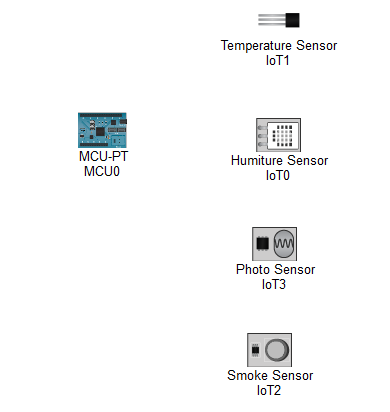 Temperature Sensor
IoT1
MCU-PT
MCU0
Humiture Sensor
IoT0
Photo Sensor
IoT3
Smoke Sensor
IoT2